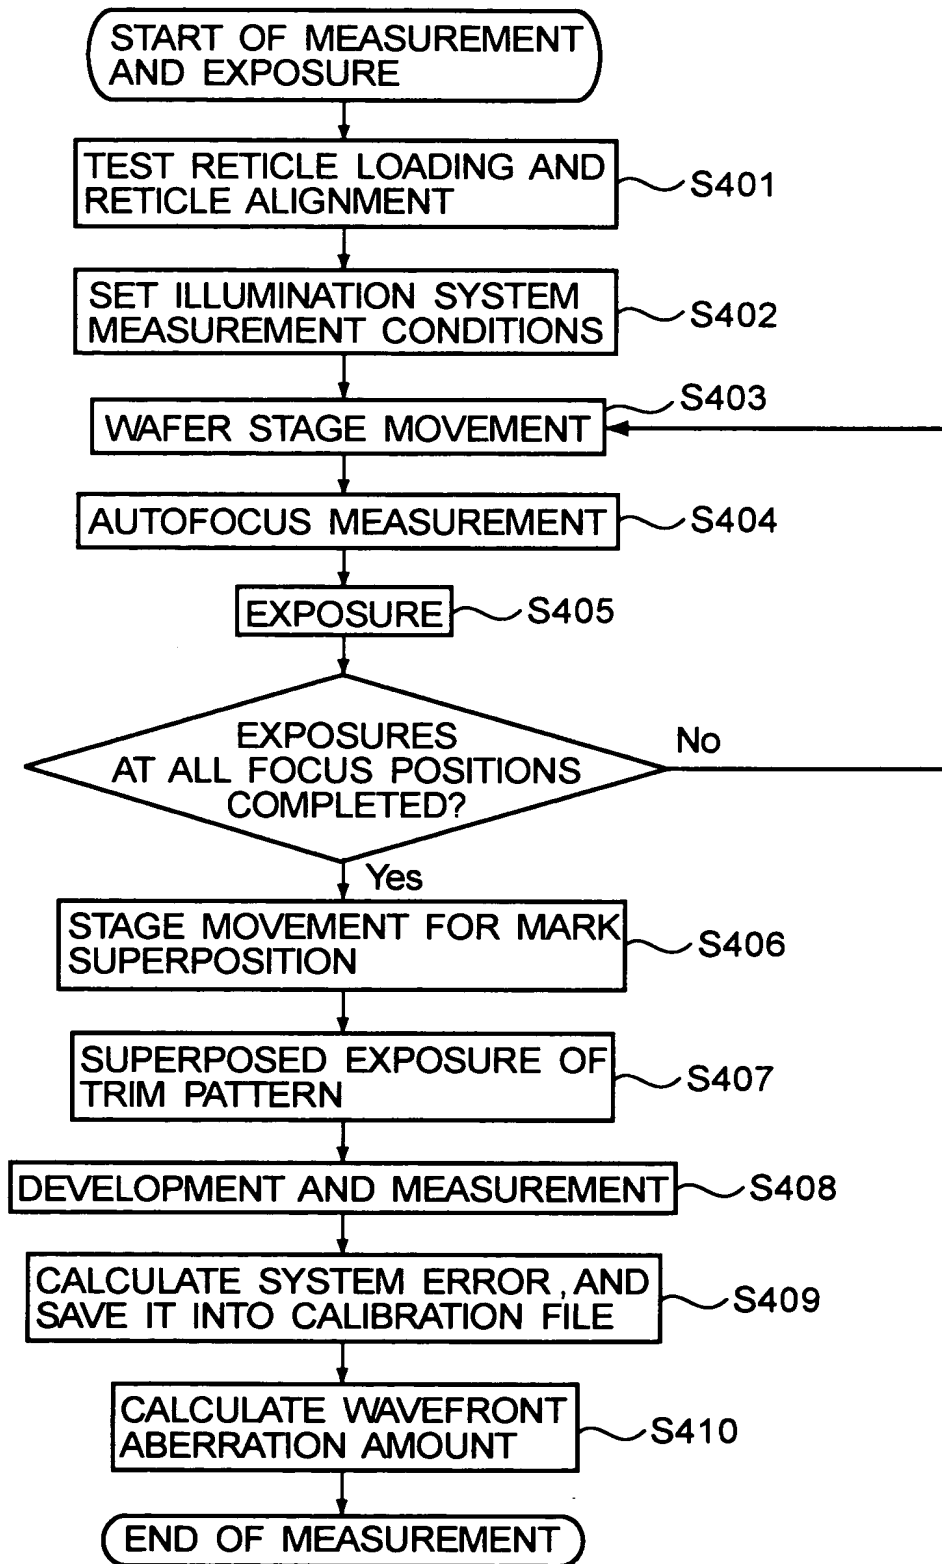 START OF MEASUREMENT
AND EXPOSURE
TEST RETICLE LOADING AND
RETICLE ALIGNMENT
S401
SET ILLUMINATION SYSTEM
MEASUREMENT CONDITIONS
S402
S403
WAFER STAGE MOVEMENT
AUTOFOCUS MEASUREMENT
S404
EXPOSURE
S405
EXPOSURES
AT ALL FOCUS POSITIONS
COMPLETED?
No
Yes
STAGE MOVEMENT FOR MARK
SUPERPOSITION
S406
SUPERPOSED EXPOSURE OF
TRIM PATTERN
S407
DEVELOPMENT AND MEASUREMENT
S408
CALCULATE SYSTEM ERROR, AND
SAVE IT INTO CALIBRATION FILE
S409
CALCULATE WAVEFRONT
ABERRATION AMOUNT
S410
END OF MEASUREMENT